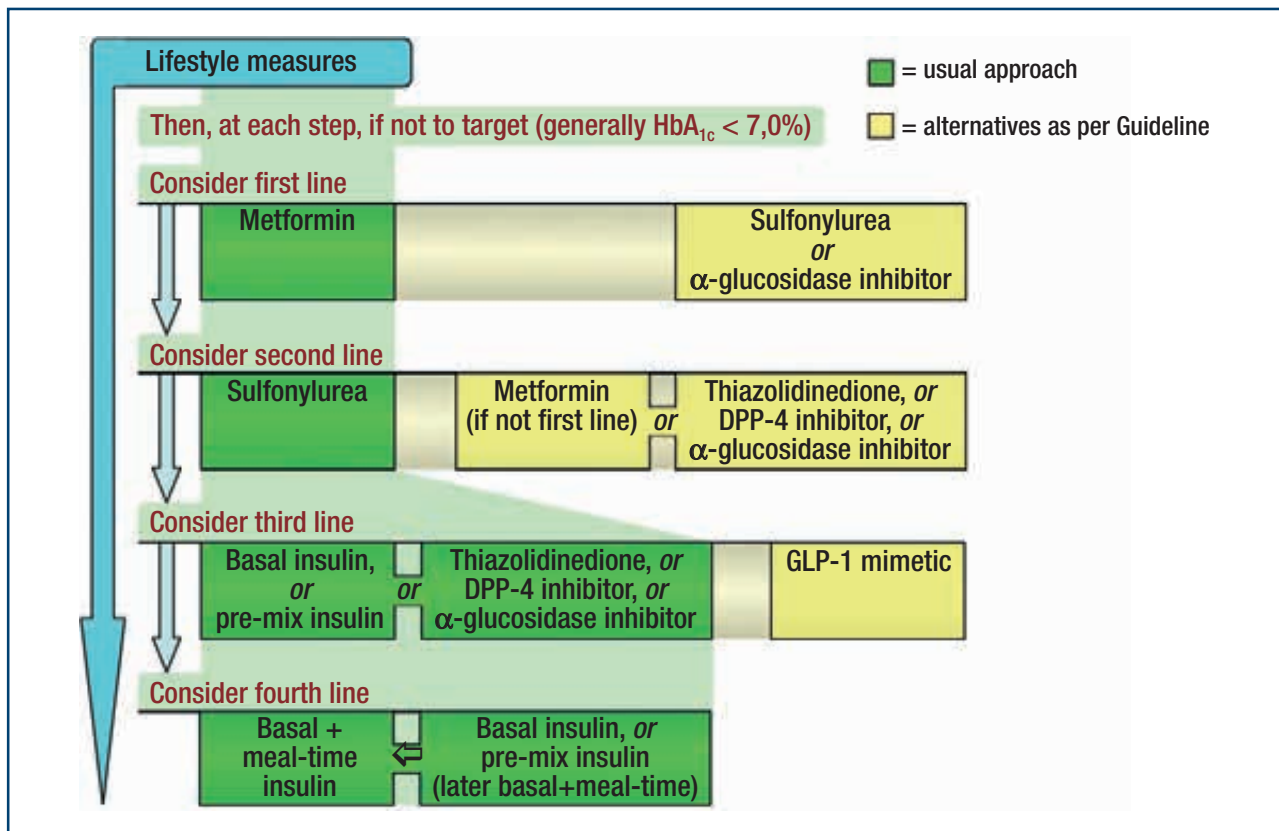 Lifestyle measures
= usual approach
= alternatives as per Guideline
Then, at each step, if not to target (generally HbA1c < 7,0%)
Consider first line
Metformin
Sulfonylurea
or
α-glucosidase inhibitor
Consider second line
Sulfonylurea
Metformin
(if not first line)
or
Thiazolidinedione, or
DPP-4 inhibitor, or
α-glucosidase inhibitor
Consider third line
Basal insulin,
or
pre-mix insulin
or
Thiazolidinedione, or
DPP-4 inhibitor, or
α-glucosidase inhibitor
GLP-1 mimetic
Consider fourth line
Basal +
meal-time
insulin
Basal insulin, or
pre-mix insulin
(later basal+meal-time)